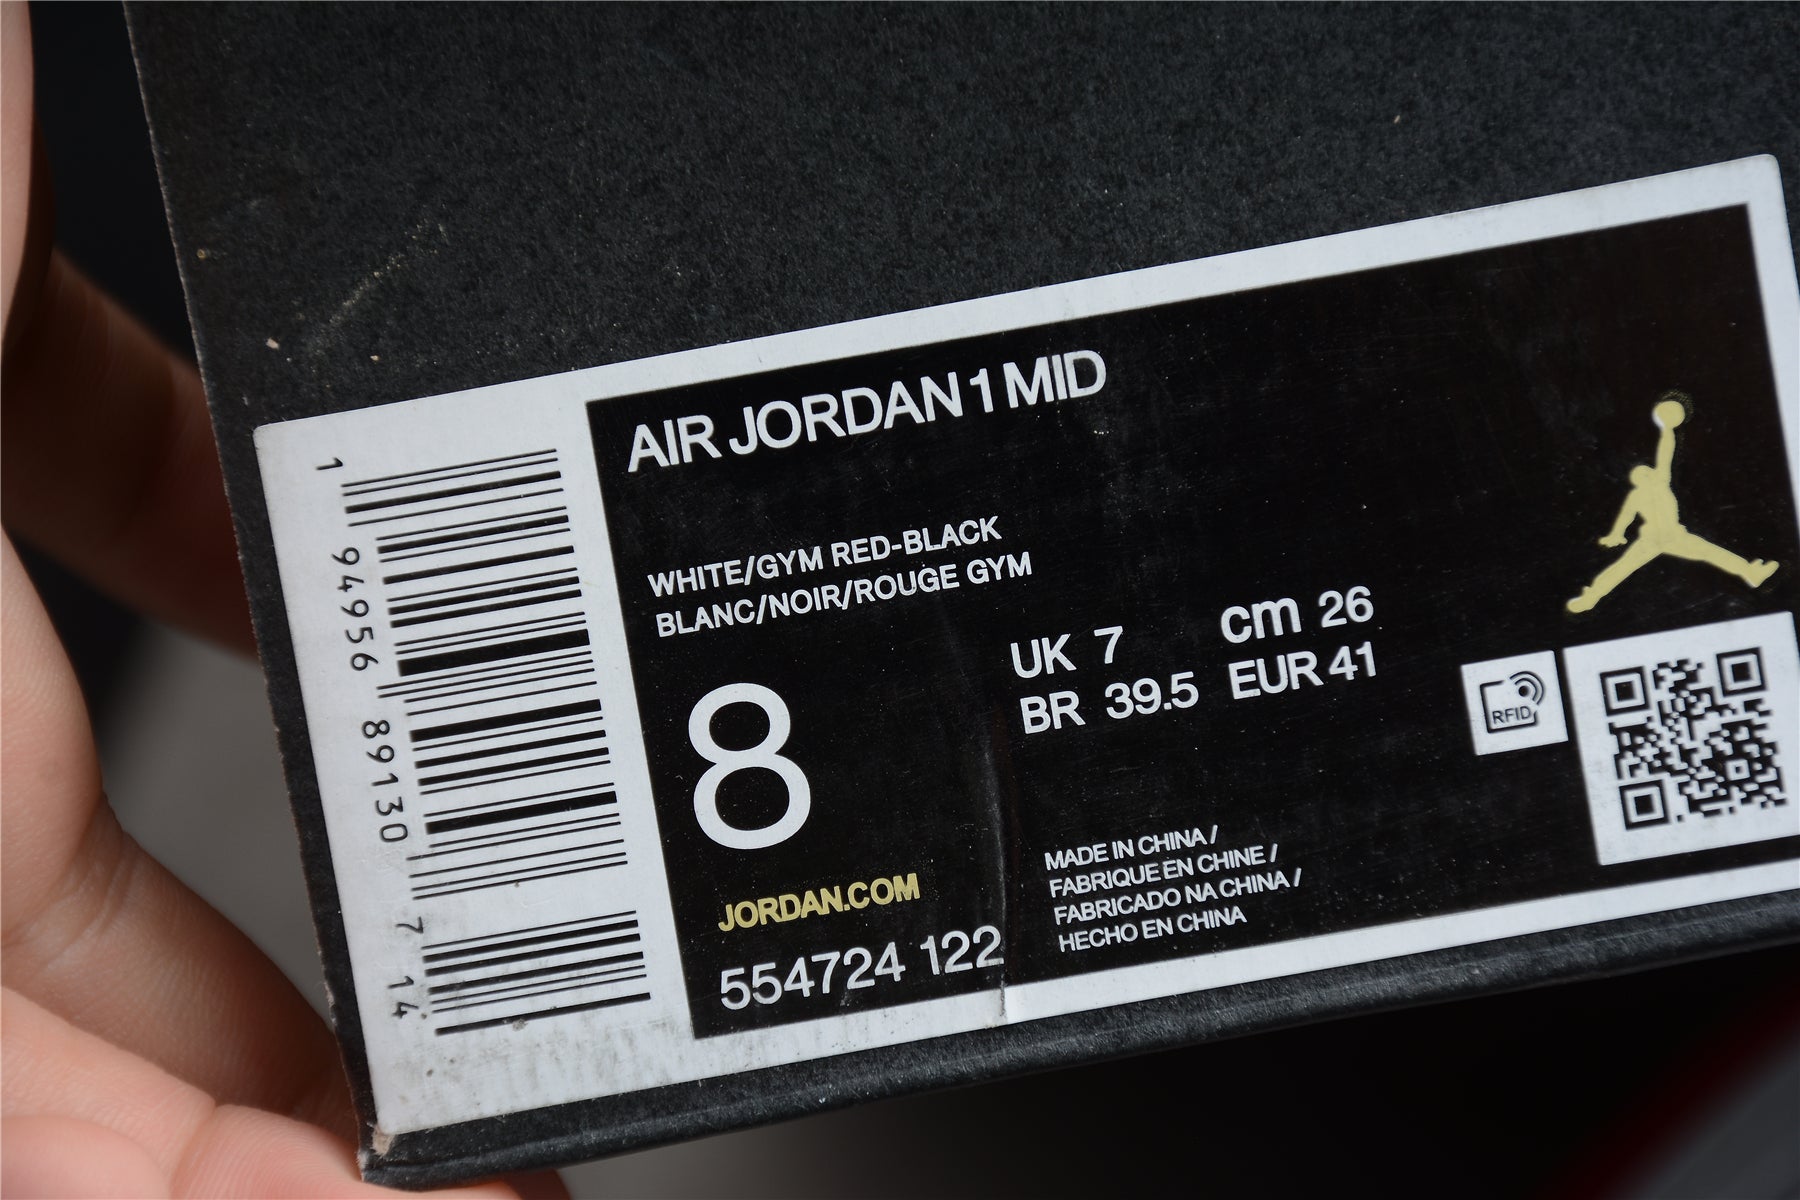 AIR JORDAN 1 MID
WHITE/GYM RED-BLACK
BLANC/NOIR/ROUGE GYM
UK 7 cm 26
BR 39.5 EUR 41
8
RFID
JORDAN.COM
554724 122
MADE IN CHINA /
FABRIQUE EN CHINE /
FABRICADO NA CHINA /
HECHO EN CHINA
1 94956 89130 7 14